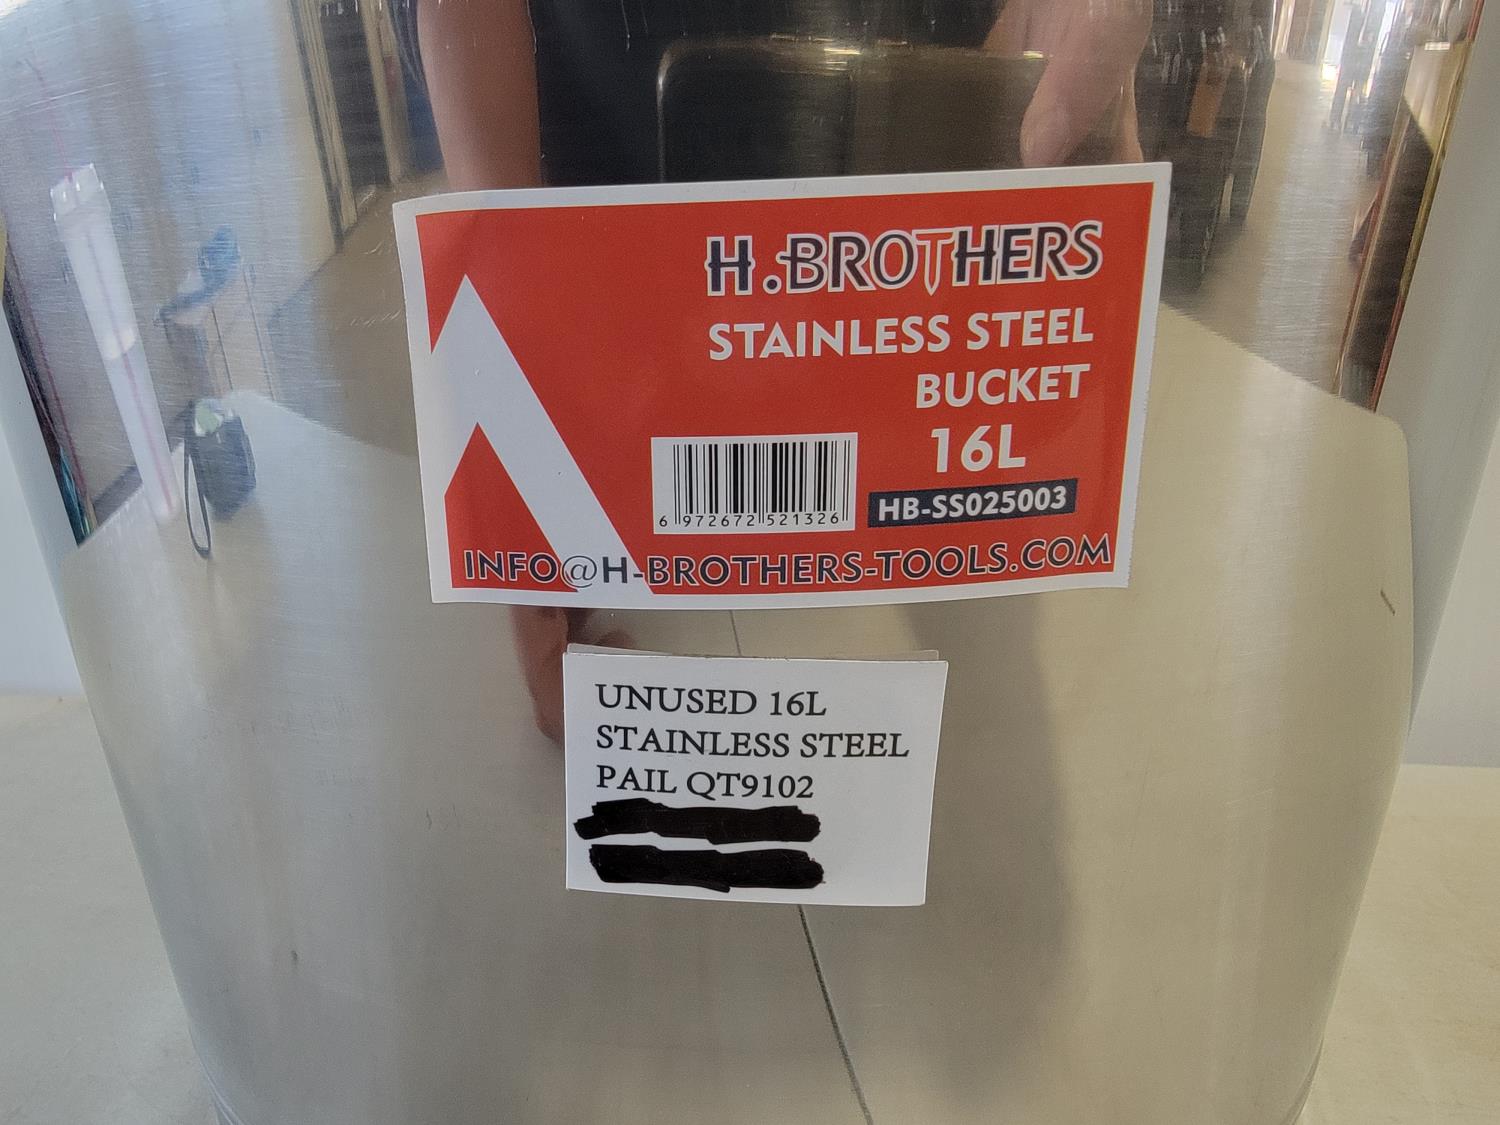 H.BROTHERS
STAINLESS STEEL
BUCKET
16L
HB-SS025003
6 972672 521326
INFO@H-BROTHERS-TOOLS.COM
UNUSED 16L
STAINLESS STEEL
PAIL QT9102